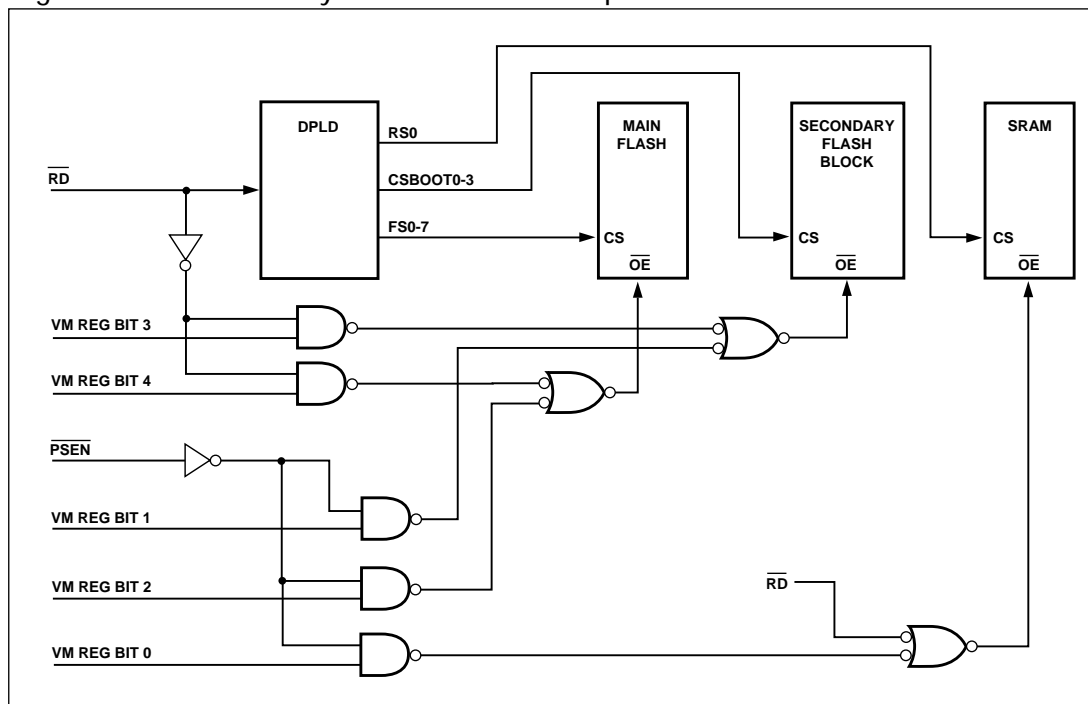 DPLD
MAIN
FLASH
SECONDARY
FLASH
BLOCK
SRAM
RS0
CSBOOT0-3
FS0-7
RD
CS
OE
CS
OE
CS
OE
VM REG BIT 3
VM REG BIT 4
PSEN
VM REG BIT 1
VM REG BIT 2
RD
VM REG BIT 0